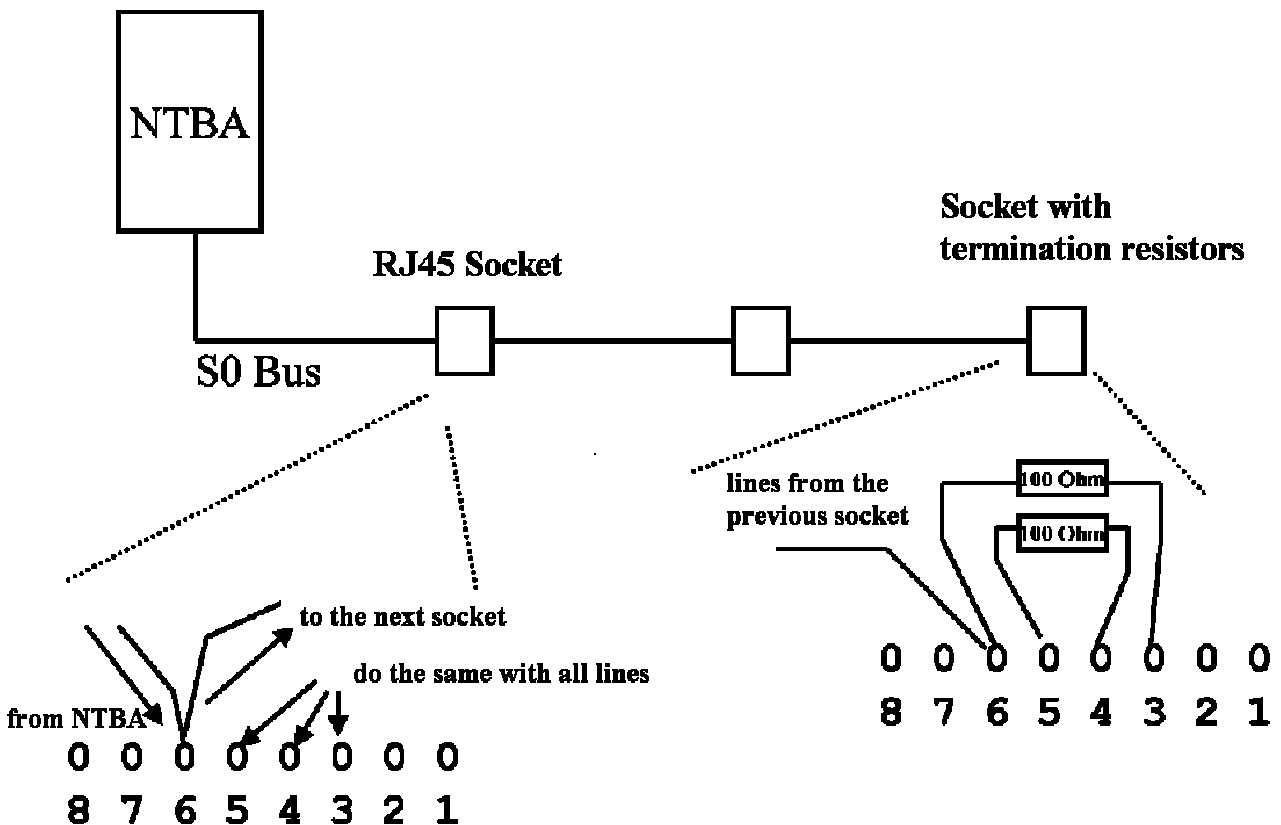 NTBA
Socket with
termination resistors
RJ45 Socket
S0 Bus
lines from the
previous socket
100 Ohm
100 Ohm
to the next socket
do the same with all lines
from NTBA
0 0 0 0 0 0 0 0
8 7 6 5 4 3 2 1
0 0 0 0 0 0 0 0
8 7 6 5 4 3 2 1